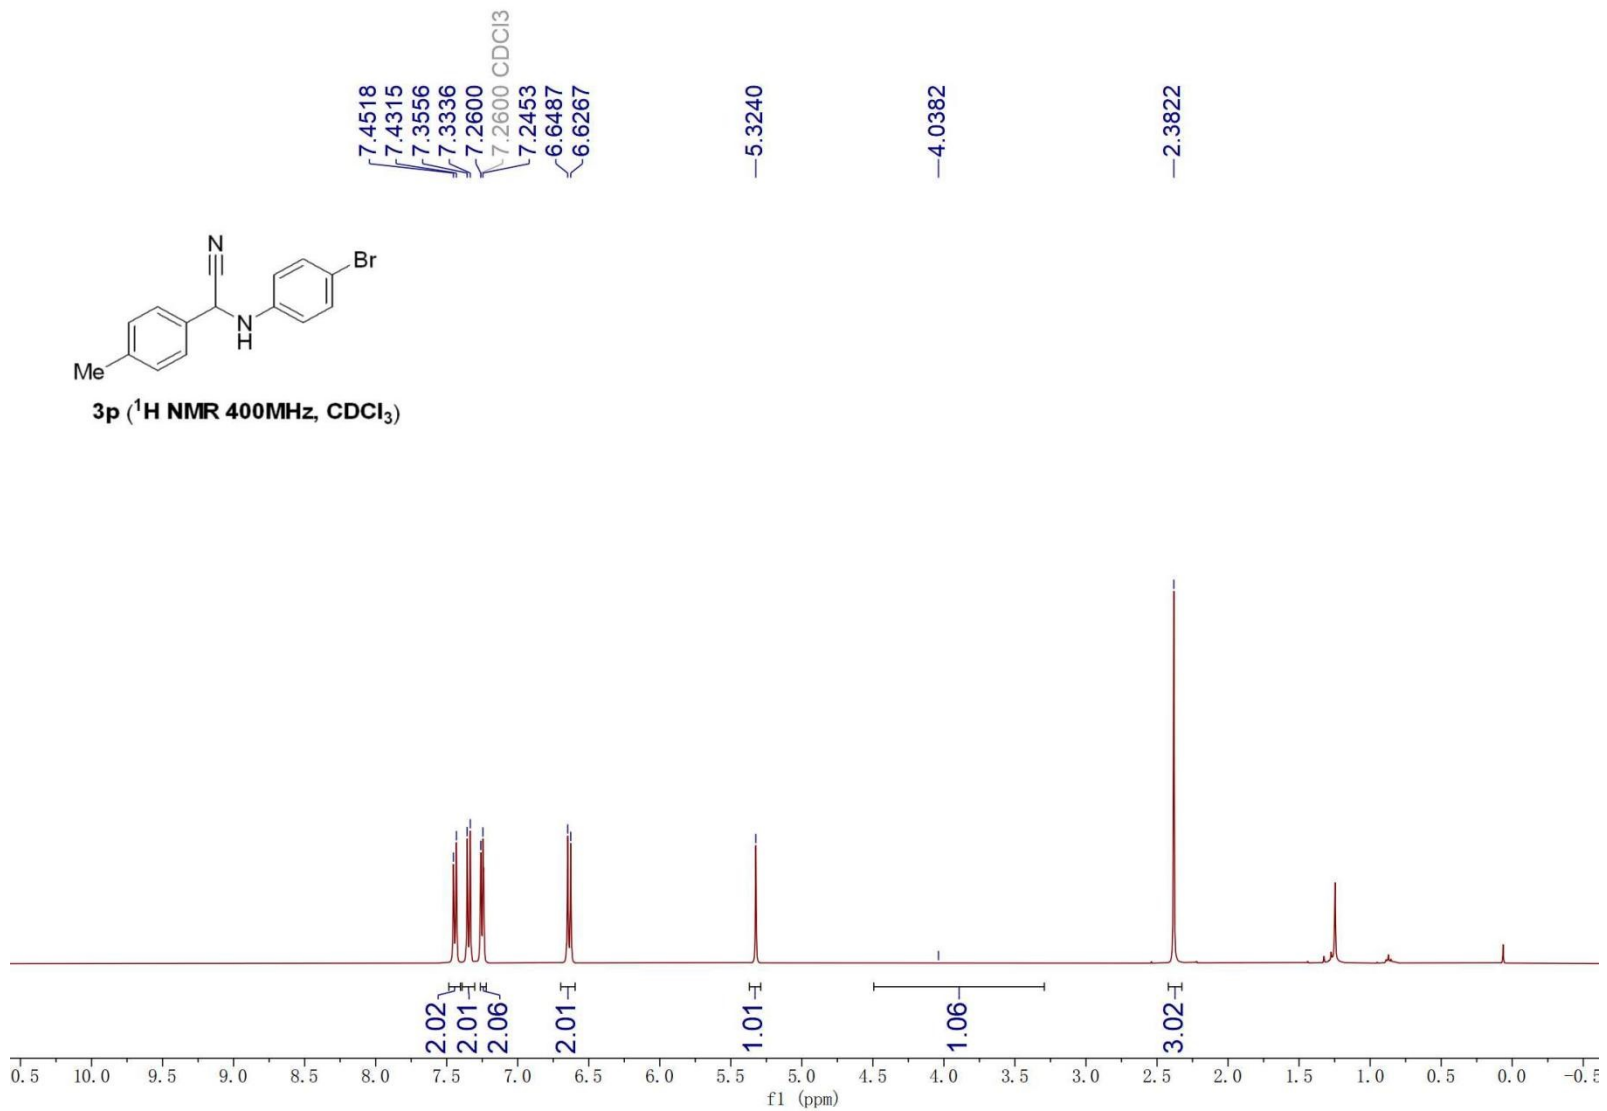 7.4518
7.4315
7.3556
7.3336
7.2600
7.2600 CDCl3
7.2453
6.6487
6.6267
5.3240
4.0382
2.3822
N
Br
N
H
Me
3p (¹H NMR 400MHz, CDCl₃)
2.02
2.01
2.06
2.01
1.01
1.06
3.02
0.5 10.0 9.5 9.0 8.5 8.0 7.5 7.0 6.5 6.0 5.5 5.0 4.5 4.0 3.5 3.0 2.5 2.0 1.5 1.0 0.5 0.0 -0.5
f1 (ppm)